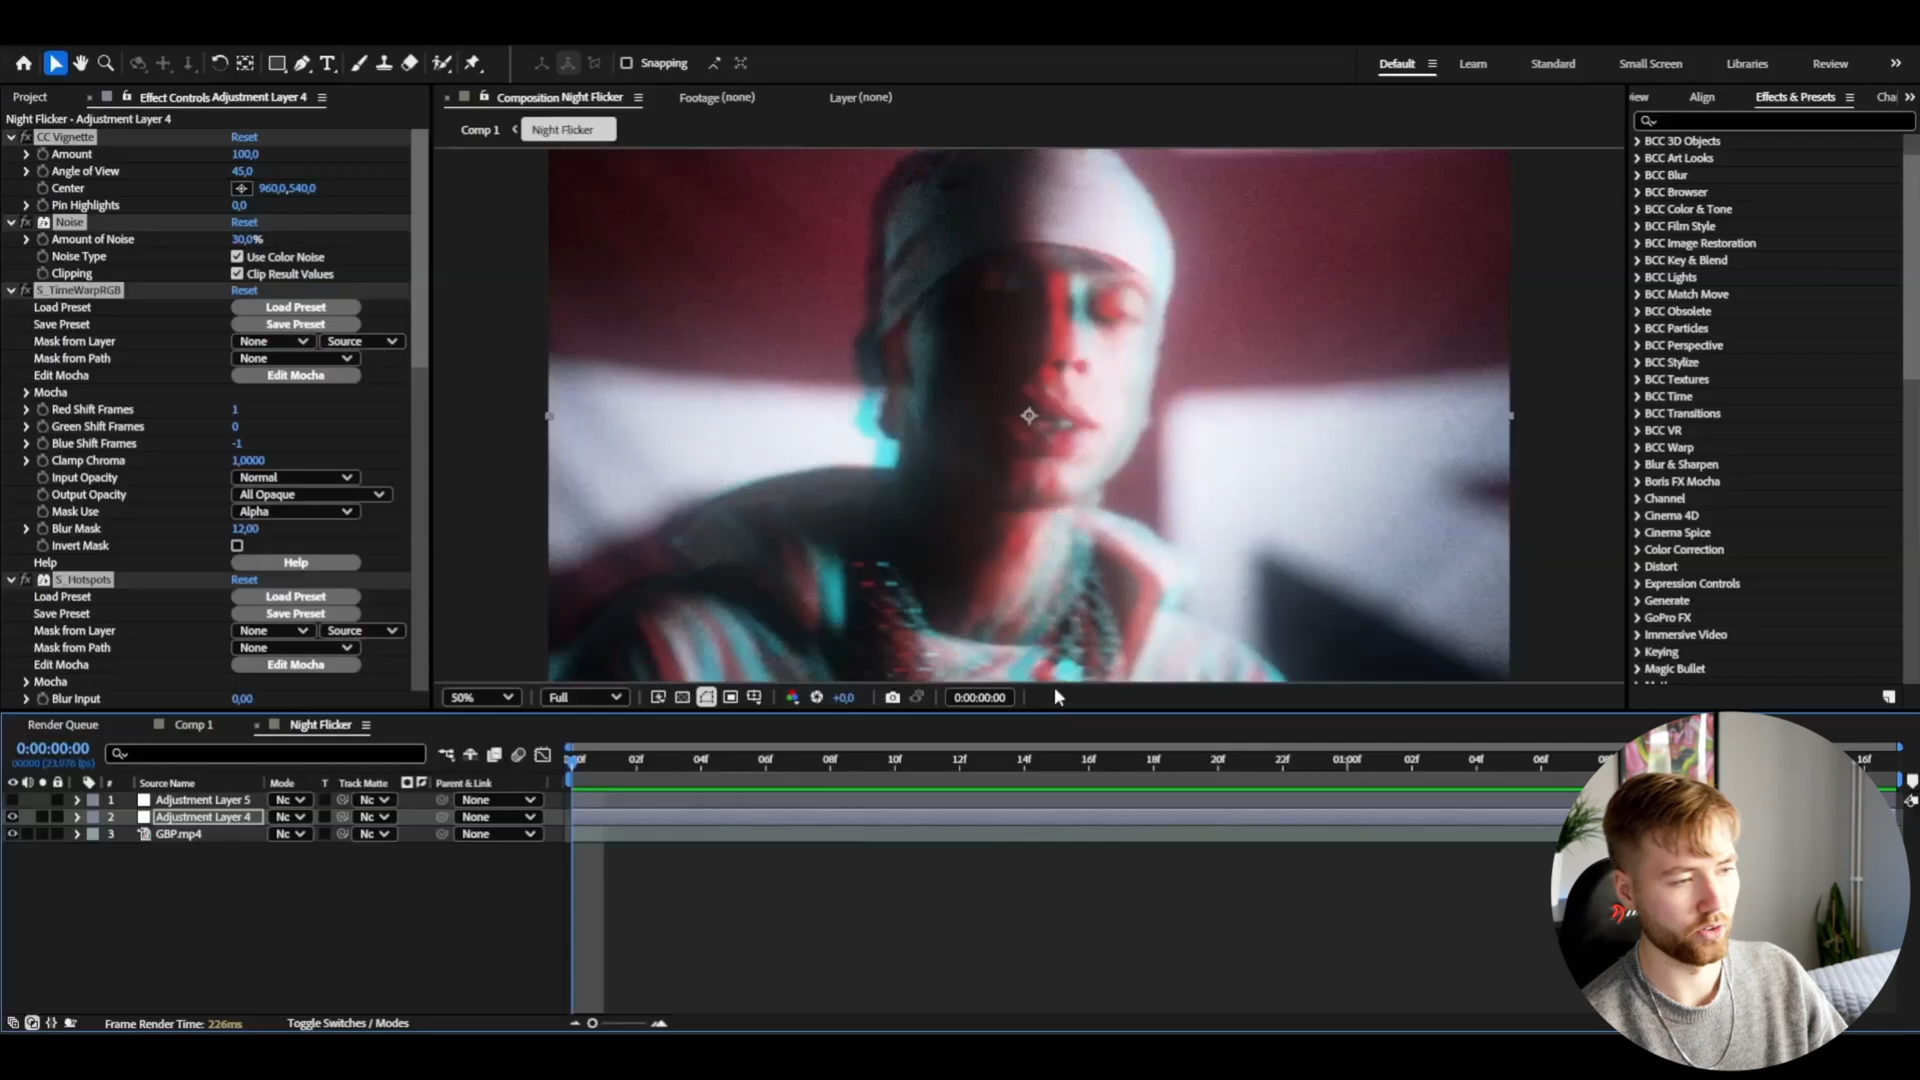 Snapping
Default
Learn
Standard
Small Screen
Libraries
Review
Project
Effect Controls Adjustment Layer 4
Composition Night Flicker
Footage (none)
Layer (none)
Align
Effects & Presets
Night Flicker - Adjustment Layer 4
Comp 1
Night Flicker
CC Vignette Reset
Amount 100,0
Angle of View 45,0
Center 960,0,540,0
Pin Highlights 0,0
Noise Reset
Amount of Noise 30,0%
Noise Type Use Color Noise
Clipping Clip Result Values
S_TimeWarpRGB Reset
Load Preset Load Preset
Save Preset Save Preset
Mask from Layer None Source
Mask from Path None
Edit Mocha Edit Mocha
Mocha
Red Shift Frames 1
Green Shift Frames 0
Blue Shift Frames -1
Clamp Chroma 1,0000
Input Opacity Normal
Output Opacity All Opaque
Mask Use Alpha
Blur Mask 12,00
Invert Mask
Help Help
S_Hotspots Reset
Load Preset Load Preset
Save Preset Save Preset
Mask from Layer None Source
Mask from Path None
Edit Mocha Edit Mocha
Mocha
Blur Input 0,00
BCC 3D Objects
BCC Art Looks
BCC Blur
BCC Browser
BCC Color & Tone
BCC Film Style
BCC Image Restoration
BCC Key & Blend
BCC Lights
BCC Match Move
BCC Obsolete
BCC Particles
BCC Perspective
BCC Stylize
BCC Textures
BCC Time
BCC Transitions
BCC VR
BCC Warp
Blur & Sharpen
Boris FX Mocha
Channel
Cinema 4D
Cinema Spice
Color Correction
Distort
Expression Controls
Generate
GoPro FX
Immersive Video
Keying
Magic Bullet
50% Full +0,0 0:00:00:00
Render Queue
Comp 1
Night Flicker
0:00:00:00
00000 (23.976 fps)
02f 04f 06f 08f 10f 12f 14f 16f 18f 20f 22f 01:00f 02f 04f 06f 16f
# Source Name Mode T Track Matte Parent & Link
1 Adjustment Layer 5 Nc Nc None
2 Adjustment Layer 4 Nc Nc None
3 GBP.mp4 Nc Nc None
Frame Render Time: 226ms
Toggle Switches / Modes